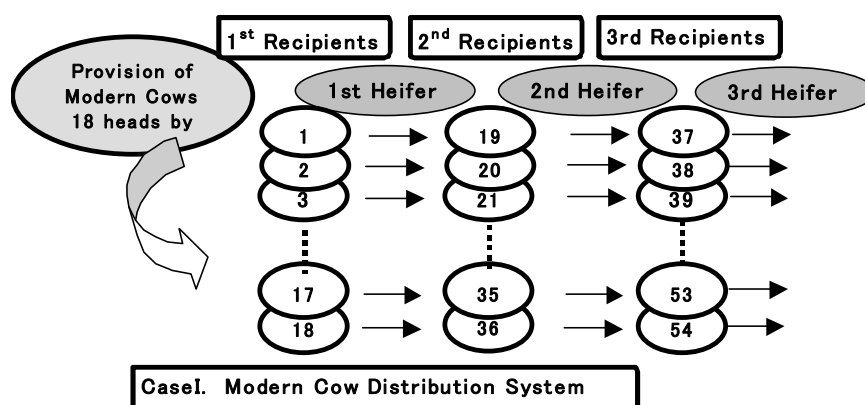 1st Recipients 2nd Recipients 3rd Recipients
Provision of
Modern Cows
18 heads by
1st Heifer 2nd Heifer 3rd Heifer
1 19 37
2 20 38
3 21 39
17 35 53
18 36 54
CaseI. Modern Cow Distribution System